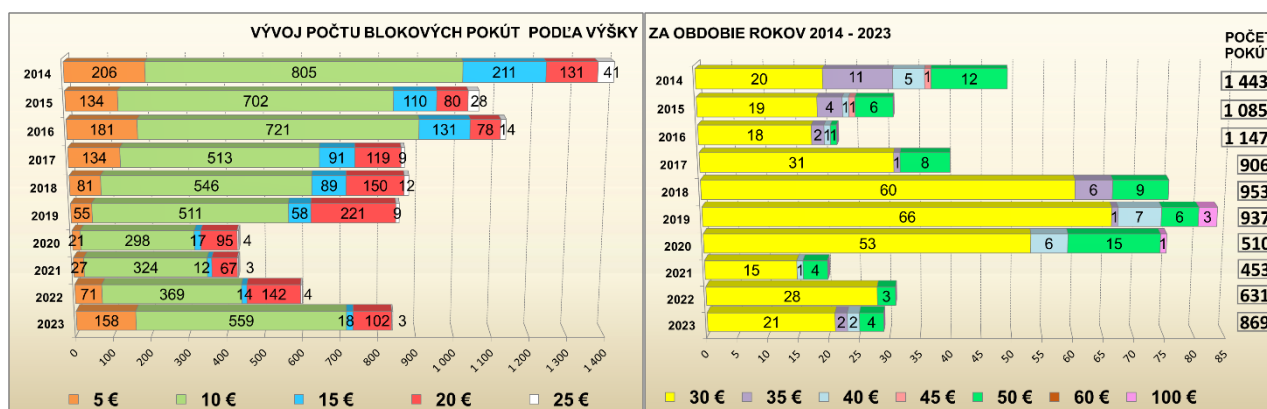 VÝVOJ POČTU BLOKOVÝCH POKÚT PODĽA VÝŠKY ZA OBDOBIE ROKOV 2014 - 2023
POČET
POKÚT
2014 206 805 211 131 41
2015 134 702 110 80 28
2016 181 721 131 78 14
2017 134 513 91 119 9
2018 81 546 89 150 12
2019 55 511 58 221 9
2020 21 298 17 95 4
2021 27 324 12 67 3
2022 71 369 14 142 4
2023 158 559 18 102 3
0 100 200 300 400 500 600 700 800 900 1 000 1 100 1 200 1 300 1 400
5 € 10 € 15 € 20 € 25 €
2014 20 11 5 1 12 1 443
2015 19 4 1 1 6 1 085
2016 18 2 1 1 1 147
2017 31 1 8 906
2018 60 6 9 953
2019 66 1 7 6 3 937
2020 53 6 15 1 510
2021 15 1 4 453
2022 28 3 631
2023 21 2 2 4 869
0 5 10 15 20 25 30 35 40 45 50 55 60 65 70 75 80 85
30 € 35 € 40 € 45 € 50 € 60 € 100 €